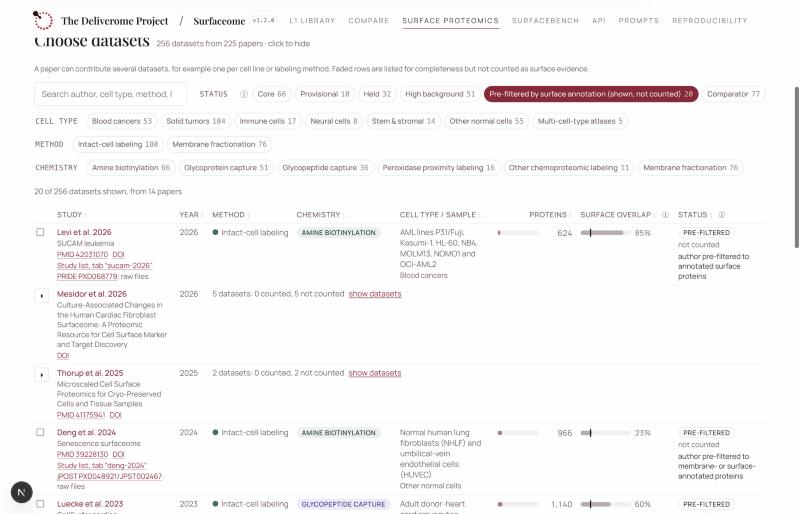 The Deliverome Project / Surfaceome v1.2.0 L1 LIBRARY COMPARE SURFACE PROTEOMICS SURFACEBENCH API PROMPTS REPRODUCIBILITY
Choose datasets 256 datasets from 225 papers · click to hide
A paper can contribute several datasets, for example one per cell line or labeling method. Faded rows are listed for completeness but not counted as surface evidence.
Search author, cell type, method, STATUS Core 66 Provisional 10 Held 32 High background 51 Pre-filtered by surface annotation (shown, not counted) 20 Comparator 77
CELL TYPE Blood cancers 53 Solid tumors 104 Immune cells 17 Neural cells 8 Stem & stromal 14 Other normal cells 55 Multi-cell-type atlases 5
METHOD Intact-cell labeling 180 Membrane fractionation 76
CHEMISTRY Amine biotinylation 66 Glycoprotein capture 51 Glycopeptide capture 36 Peroxidase proximity labeling 16 Other chemoproteomic labeling 11 Membrane fractionation 76
20 of 256 datasets shown, from 14 papers
STUDY YEAR METHOD CHEMISTRY CELL TYPE / SAMPLE PROTEINS SURFACE OVERLAP STATUS
Levi et al. 2026
SUCAM leukemia
PMID 42031070 DOI
Study list, tab "sucam-2026"
PRIDE PXD068779: raw files
2026
Intact-cell labeling
AMINE BIOTINYLATION
AML lines P31/Fuji,
Kasumi-1, HL-60, NB4,
MOLM13, NOMO1 and
OCI-AML2
Blood cancers
624
85%
PRE-FILTERED
not counted
author pre-filtered to
annotated surface
proteins
Mesidor et al. 2026
Culture-Associated Changes in
the Human Cardiac Fibroblast
Surfaceome: A Proteomic
Resource for Cell Surface Marker
and Target Discovery
DOI
2026
5 datasets: 0 counted, 5 not counted show datasets
Thorup et al. 2025
Microscaled Cell Surface
Proteomics for Cryo-Preserved
Cells and Tissue Samples
PMID 41175941 DOI
2025
2 datasets: 0 counted, 2 not counted show datasets
Deng et al. 2024
Senescence surfaceome
PMID 39228130 DOI
Study list, tab "deng-2024"
jPOST PXD048921/JPST002467:
raw files
2024
Intact-cell labeling
AMINE BIOTINYLATION
Normal human lung
fibroblasts (NHLF) and
umbilical-vein
endothelial cells
(HUVEC)
Other normal cells
966
23%
PRE-FILTERED
not counted
author pre-filtered to
membrane- or surface-
annotated proteins
N
Luecke et al. 2023
2023
Intact-cell labeling
GLYCOPEPTIDE CAPTURE
Adult donor-heart
1,140
60%
PRE-FILTERED